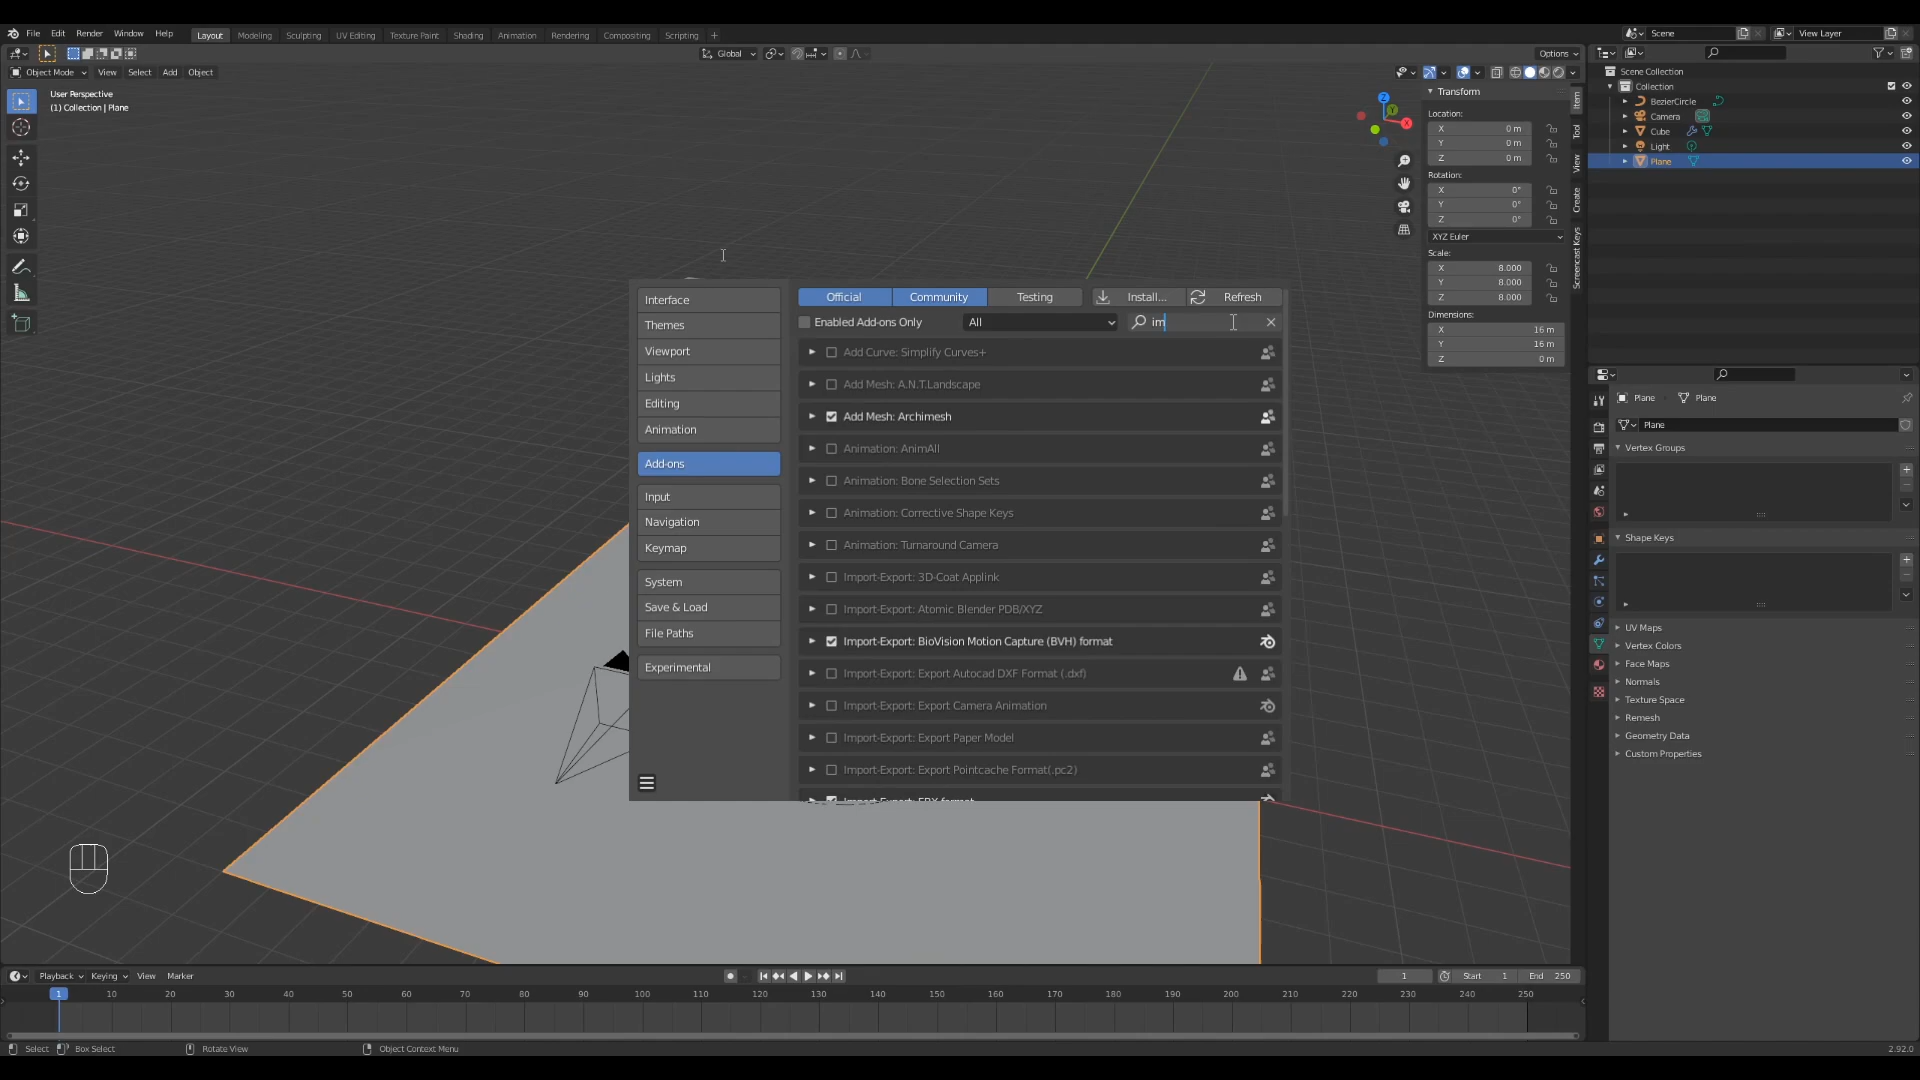 File Edit Render Window Help Layout Modeling Sculpting UV Editing Texture Paint Shading Animation Rendering Compositing Scripting + Scene View Layer
Global Options
Object Mode View Select Add Object
User Perspective
(1) Collection | Plane
Z
Y
X
Transform
Location:
X 0 m
Y 0 m
Z 0 m
Rotation:
X 0°
Y 0°
Z 0°
XYZ Euler
Scale:
X 8.000
Y 8.000
Z 8.000
Dimensions:
X 16 m
Y 16 m
Z 0 m
Item
Tool
View
Create
Screencast Keys
Scene Collection
Collection
BezierCircle
Camera
Cube
Light
Plane
Plane Plane
Plane
Vertex Groups
Shape Keys
UV Maps
Vertex Colors
Face Maps
Normals
Texture Space
Remesh
Geometry Data
Custom Properties
Interface
Themes
Viewport
Lights
Editing
Animation
Add-ons
Input
Navigation
Keymap
System
Save & Load
File Paths
Experimental
Official Community Testing Install... Refresh
Enabled Add-ons Only All im
Add Curve: Simplify Curves+
Add Mesh: A.N.T.Landscape
Add Mesh: Archimesh
Animation: AnimAll
Animation: Bone Selection Sets
Animation: Corrective Shape Keys
Animation: Turnaround Camera
Import-Export: 3D-Coat Applink
Import-Export: Atomic Blender PDB/XYZ
Import-Export: BioVision Motion Capture (BVH) format
Import-Export: Export Autocad DXF Format (.dxf)
Import-Export: Export Camera Animation
Import-Export: Export Paper Model
Import-Export: Export Pointcache Format(.pc2)
Import-Export: FBX format
Playback Keying View Marker 1 Start 1 End 250
1 10 20 30 40 50 60 70 80 90 100 110 120 130 140 150 160 170 180 190 200 210 220 230 240 250
Select Box Select Rotate View Object Context Menu 2.92.0